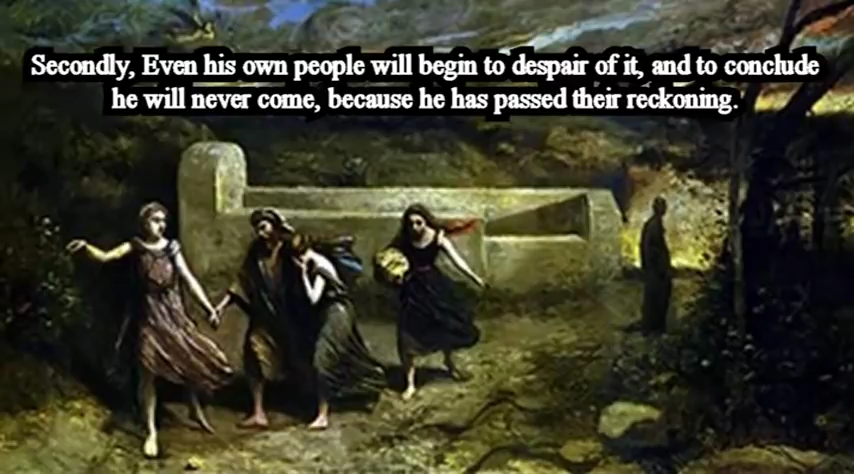 Secondly, Even his own people will begin to despair of it, and to conclude
he will never come, because he has passed their reckoning.